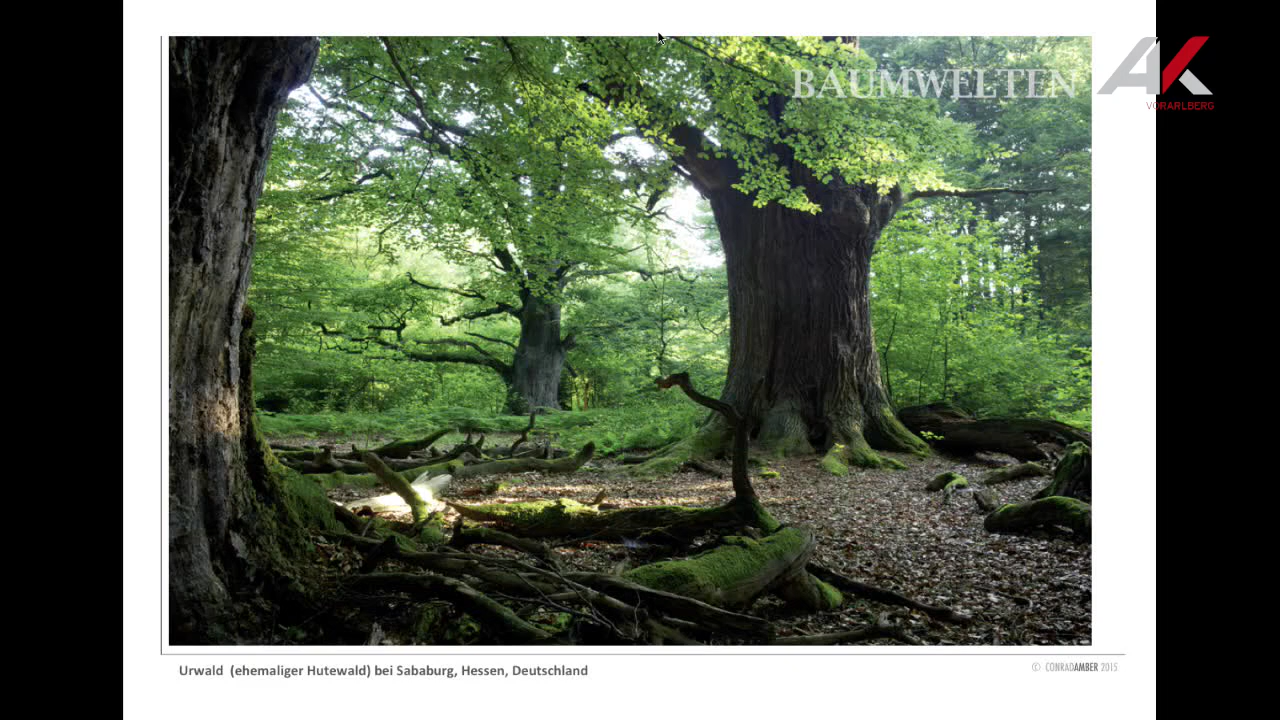 BAUMWELTEN
AK
VORARLBERG
Urwald (ehemaliger Hutewald) bei Sababurg, Hessen, Deutschland
© CONRADAMBER 2015